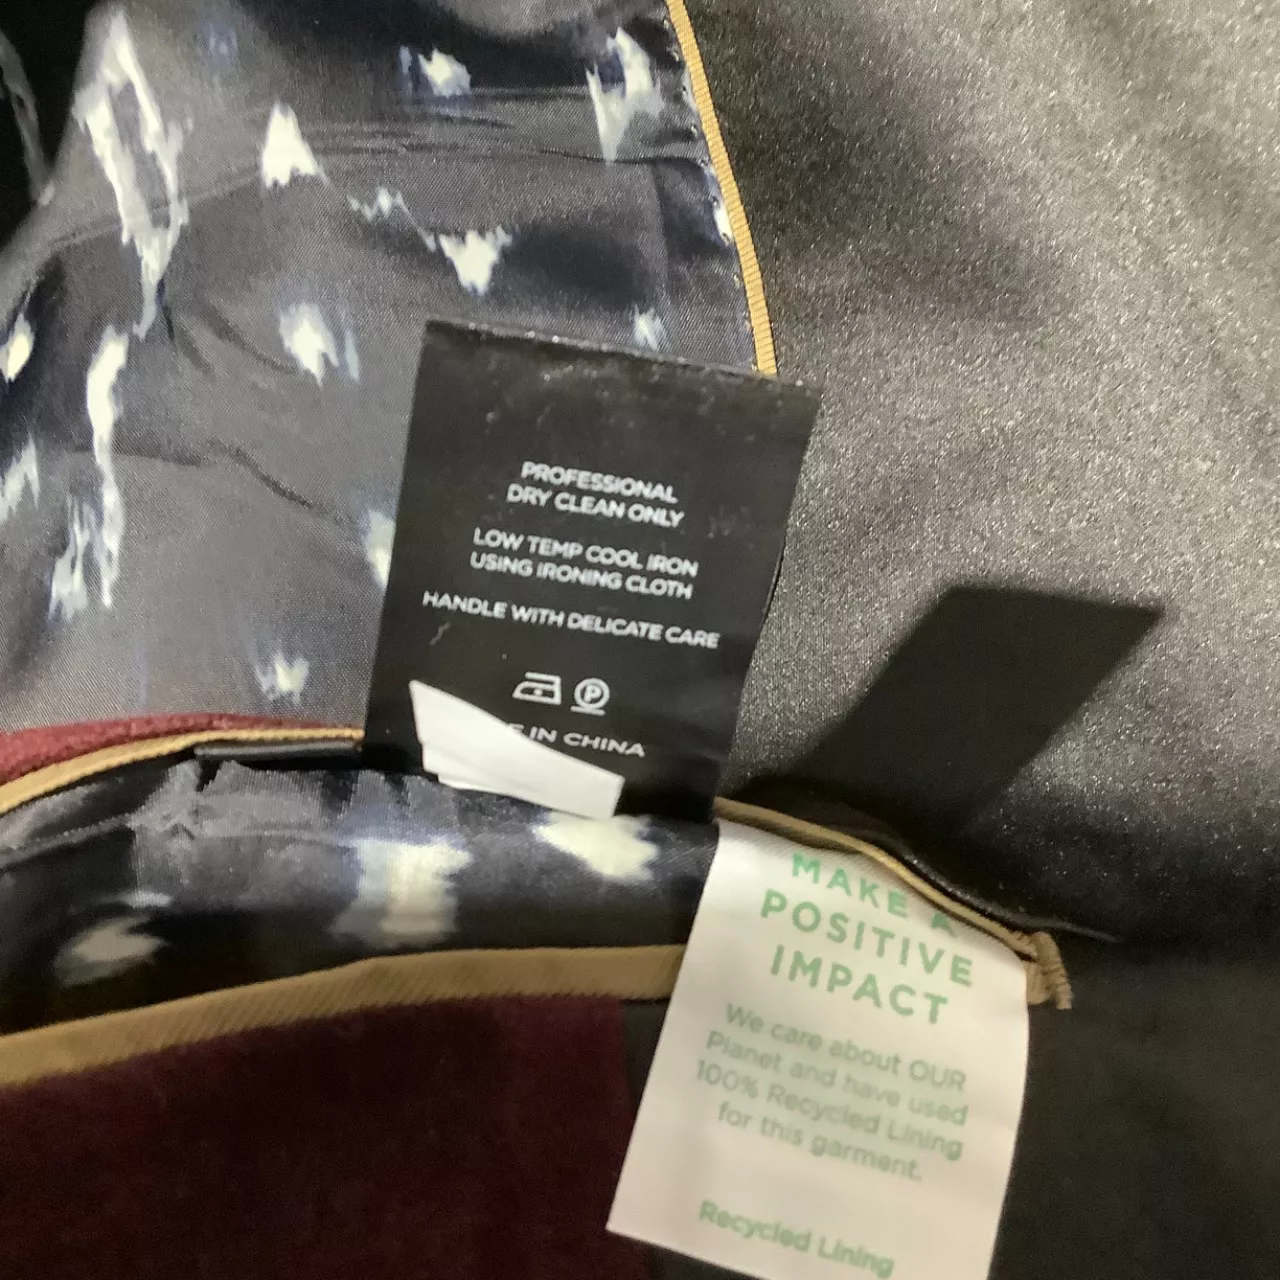 PROFESSIONAL
DRY CLEAN ONLY
LOW TEMP COOL IRON
USING IRONING CLOTH
HANDLE WITH DELICATE CARE
P
IN CHINA
MAKE A
POSITIVE
IMPACT
We care about OUR
Planet and have used
100% Recycled Lining
for this garment.
Recycled Lining